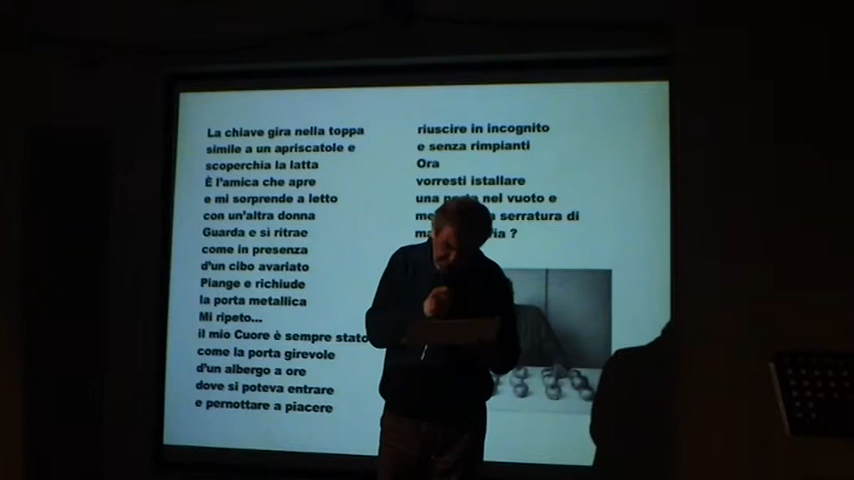 La chiave gira nella toppa
simile a un apriscatole e
scoperchia la latta
È l'amica che apre
e mi sorprende a letto
con un'altra donna
Guarda e si ritrae
come in presenza
d'un cibo avariato
Piange e richiude
la porta metallica
Mi ripeto...
il mio Cuore è sempre stato
come la porta girevole
d'un albergo a ore
dove si poteva entrare
e pernottare a piacere
riuscire in incognito
e senza rimpianti
Ora
vorresti istallare
una nel vuoto e
serratura di
?